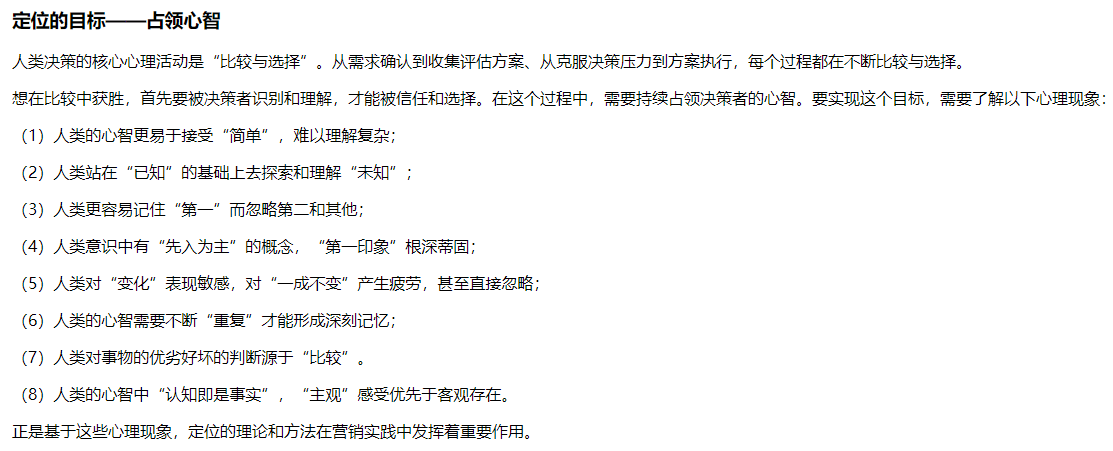 定位的目标——占领心智
人类决策的核心心理活动是“比较与选择”。从需求确认到收集评估方案、从克服决策压力到方案执行，每个过程都在不断比较与选择。
想在比较中获胜，首先要被决策者识别和理解，才能被信任和选择。在这个过程中，需要持续占领决策者的心智。要实现这个目标，需要了解以下心理现象：
（1）人类的心智更易于接受“简单”，难以理解复杂；
（2）人类站在“已知”的基础上去探索和理解“未知”；
（3）人类更容易记住“第一”而忽略第二和其他；
（4）人类意识中有“先入为主”的概念，“第一印象”根深蒂固；
（5）人类对“变化”表现敏感，对“一成不变”产生疲劳，甚至直接忽略；
（6）人类的心智需要不断“重复”才能形成深刻记忆；
（7）人类对事物的优劣好坏的判断源于“比较”。
（8）人类的心智中“认知即是事实”，“主观”感受优先于客观存在。
正是基于这些心理现象，定位的理论和方法在营销实践中发挥着重要作用。